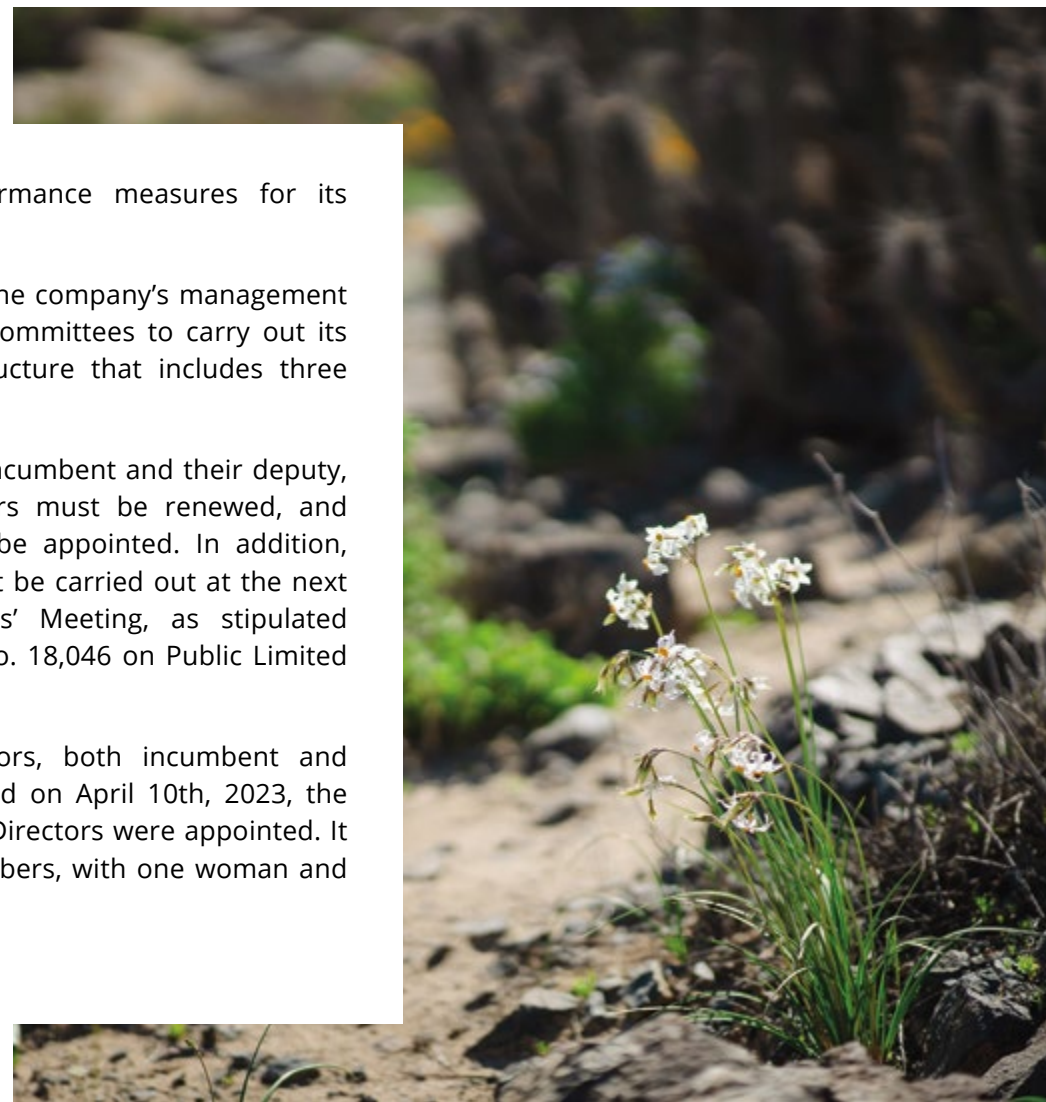 rmance measures for its
he company’s management
ommittees to carry out its
ucture that includes three
ncumbent and their deputy,
rs must be renewed, and
be appointed. In addition,
t be carried out at the next
s’ Meeting, as stipulated
o. 18,046 on Public Limited
ors, both incumbent and
d on April 10th, 2023, the
Directors were appointed. It
bers, with one woman and